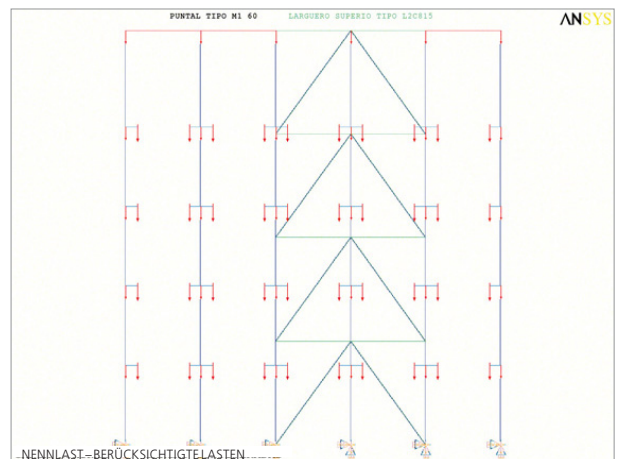 PUNTAL TIPO M1 60 LARGUERO SUPERIO TIPO L2C815
ANSYS
NENNLAST–BERÜCKSICHTIGTE LASTEN